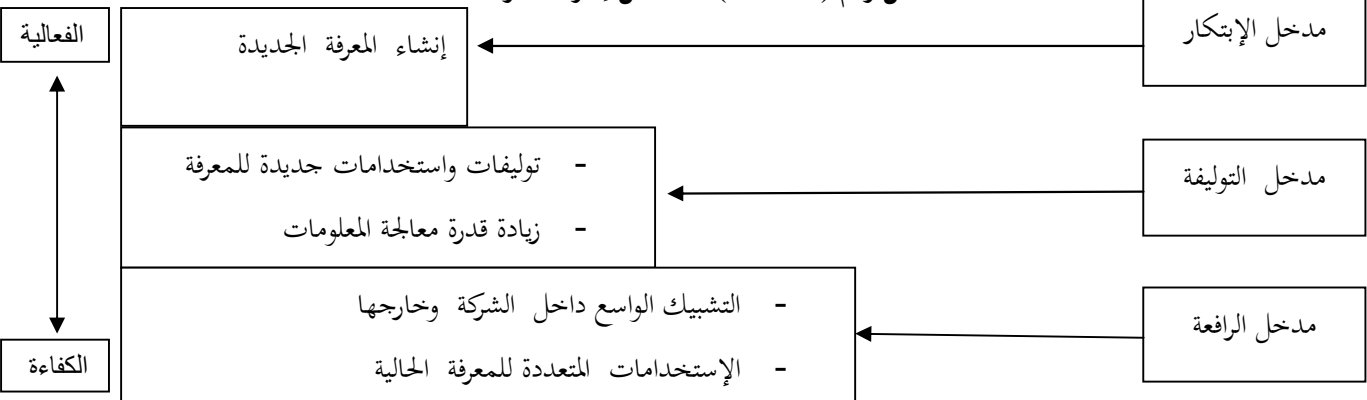 مدخل الإبتكار
إنشاء المعرفة الجديدة
الفعالية
مدخل التوليفة
- توليفات واستخدامات جديدة للمعرفة
- زيادة قدرة معالجة المعلومات
مدخل الرافعة
- التشبيك الواسع داخل الشركة وخارجها
- الإستخدامات المتعددة للمعرفة الحالية
الكفاءة